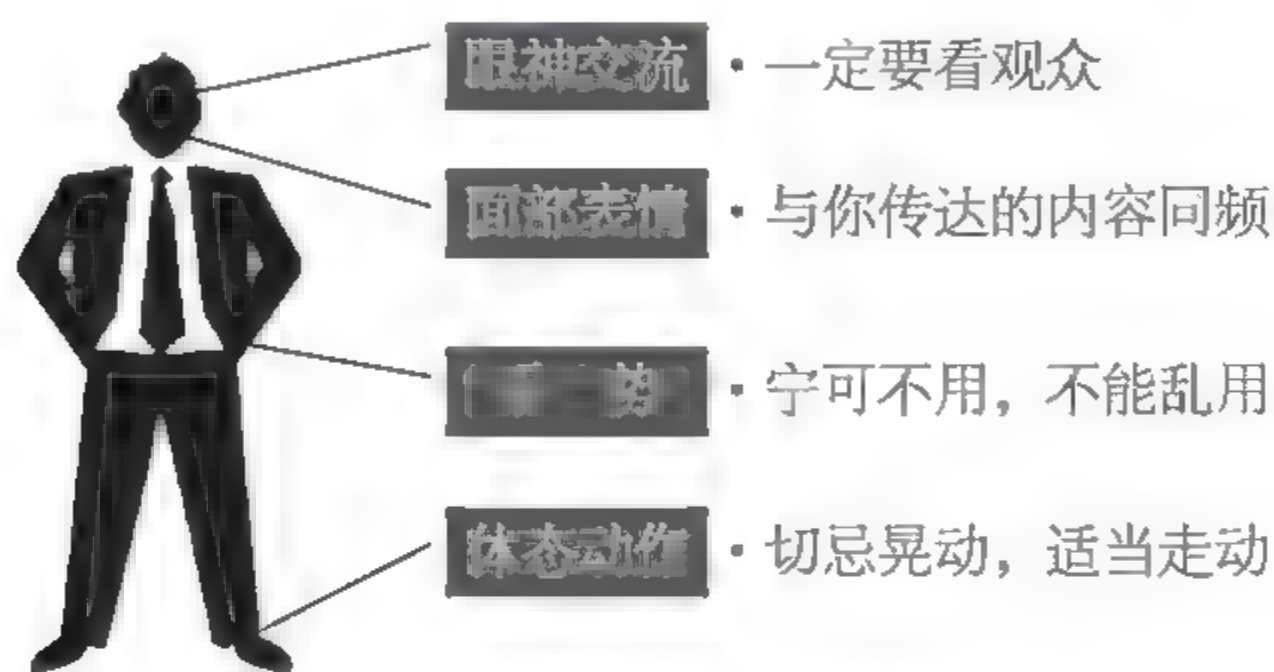 眼神交流
· 一定要看观众
面部表情
· 与你传达的内容同频
势
· 宁可不用，不能乱用
体态动作
· 切忌晃动，适当走动